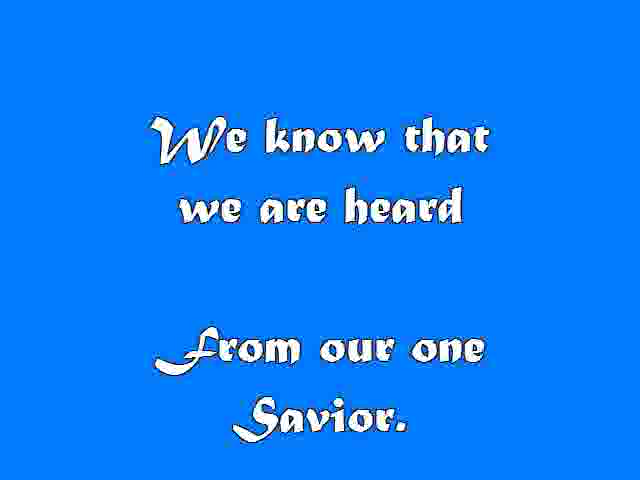 We know that
we are heard
From our one
Savior.